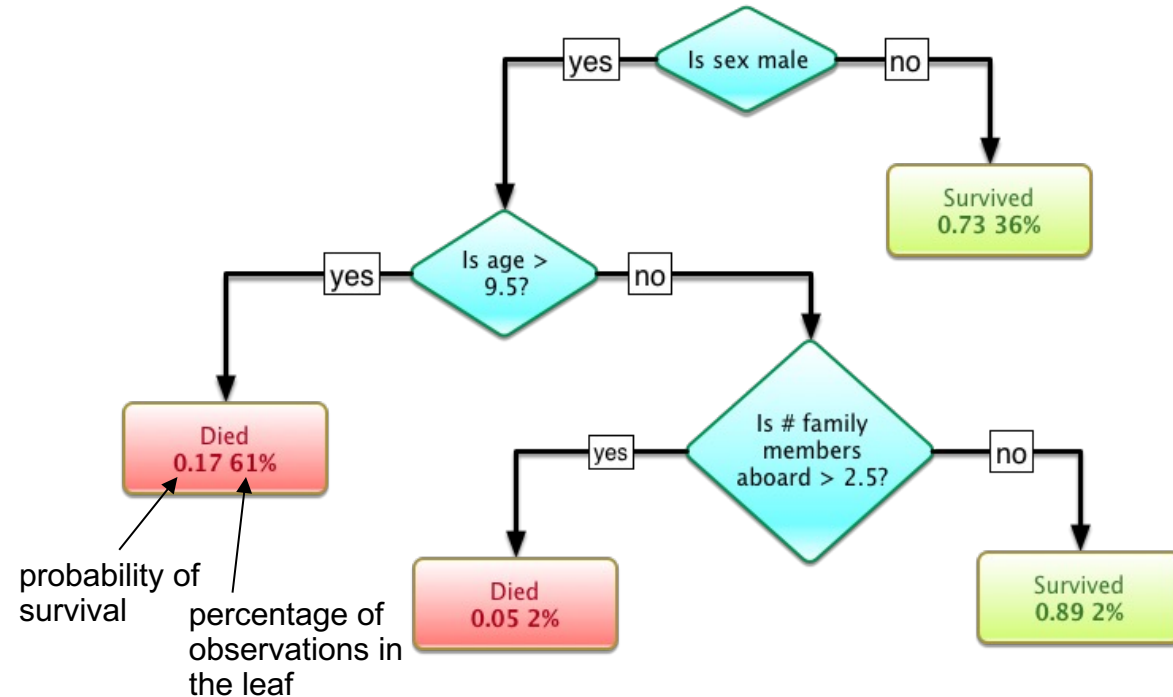 Is sex male
yes
no
Survived
0.73 36%
Is age >
9.5?
yes
no
Died
0.17 61%
Is # family
members
aboard > 2.5?
yes
no
probability of
survival
percentage of
observations in
the leaf
Died
0.05 2%
Survived
0.89 2%